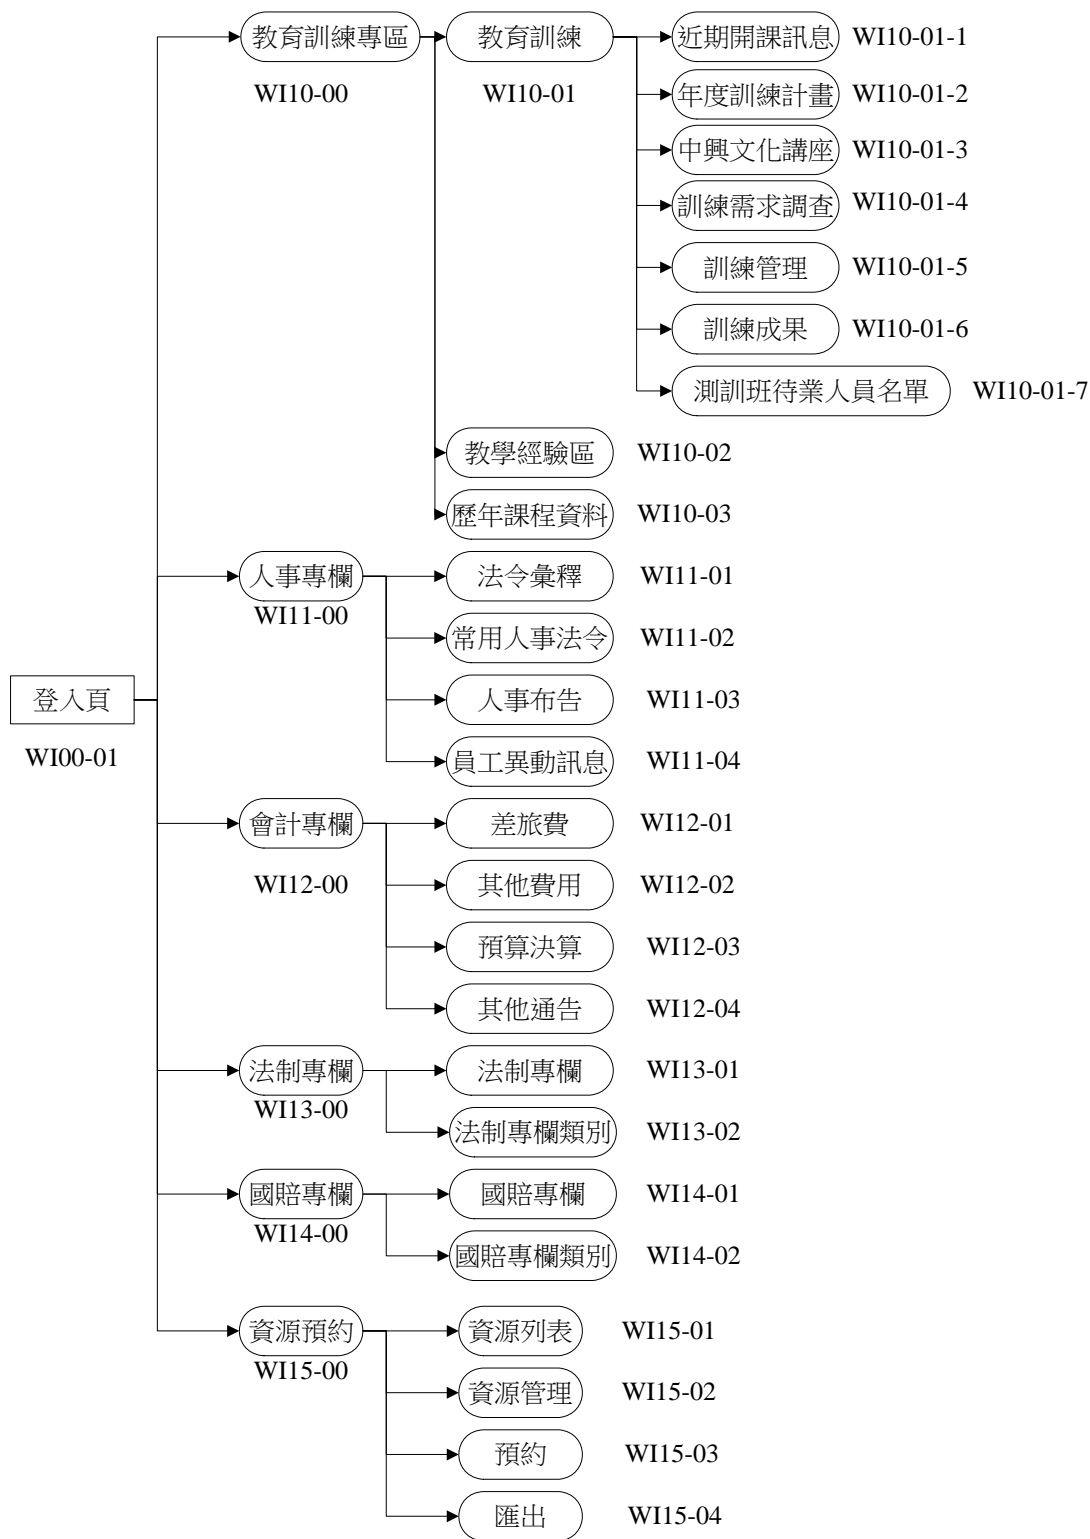 教育訓練專區 教育訓練 近期開課訊息 WI10-01-1
WI10-00 WI10-01 年度訓練計畫 WI10-01-2
中興文化講座 WI10-01-3
訓練需求調查 WI10-01-4
訓練管理 WI10-01-5
訓練成果 WI10-01-6
測訓班待業人員名單 WI10-01-7
教學經驗區 WI10-02
歷年課程資料 WI10-03
人事專欄 法令彙釋 WI11-01
WI11-00
常用人事法令 WI11-02
登入頁 人事布告 WI11-03
WI00-01 員工異動訊息 WI11-04
會計專欄 差旅費 WI12-01
WI12-00 其他費用 WI12-02
預算決算 WI12-03
其他通告 WI12-04
法制專欄 法制專欄 WI13-01
WI13-00
法制專欄類別 WI13-02
國賠專欄 國賠專欄 WI14-01
WI14-00
國賠專欄類別 WI14-02
資源預約 資源列表 WI15-01
WI15-00
資源管理 WI15-02
預約 WI15-03
匯出 WI15-04